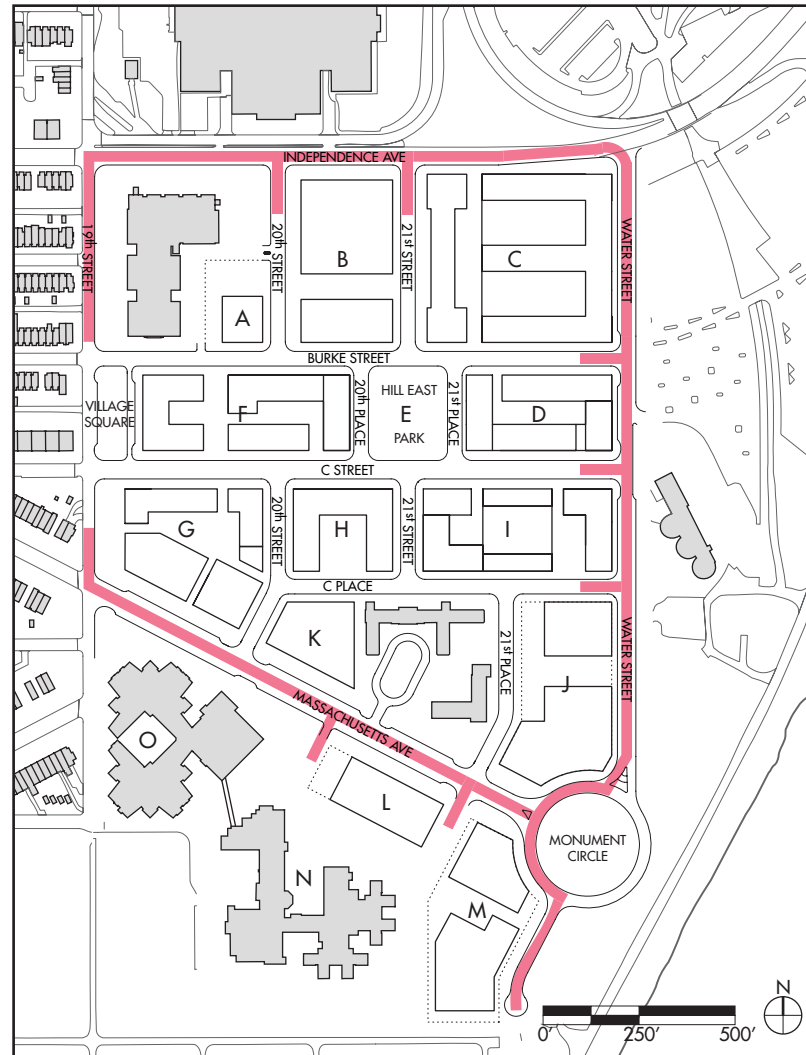 INDEPENDENCE AVE
19th STREET
20th STREET
21st STREET
WATER STREET
B
C
A
BURKE STREET
VILLAGE
SQUARE
F
20th PLACE
HILL EAST
E
PARK
21st PLACE
D
C STREET
G
20th STREET
H
21st STREET
I
C PLACE
K
21st PLACE
J
WATER STREET
MASSACHUSETTS AVE
O
L
MONUMENT
CIRCLE
N
M
N
0' 250' 500'